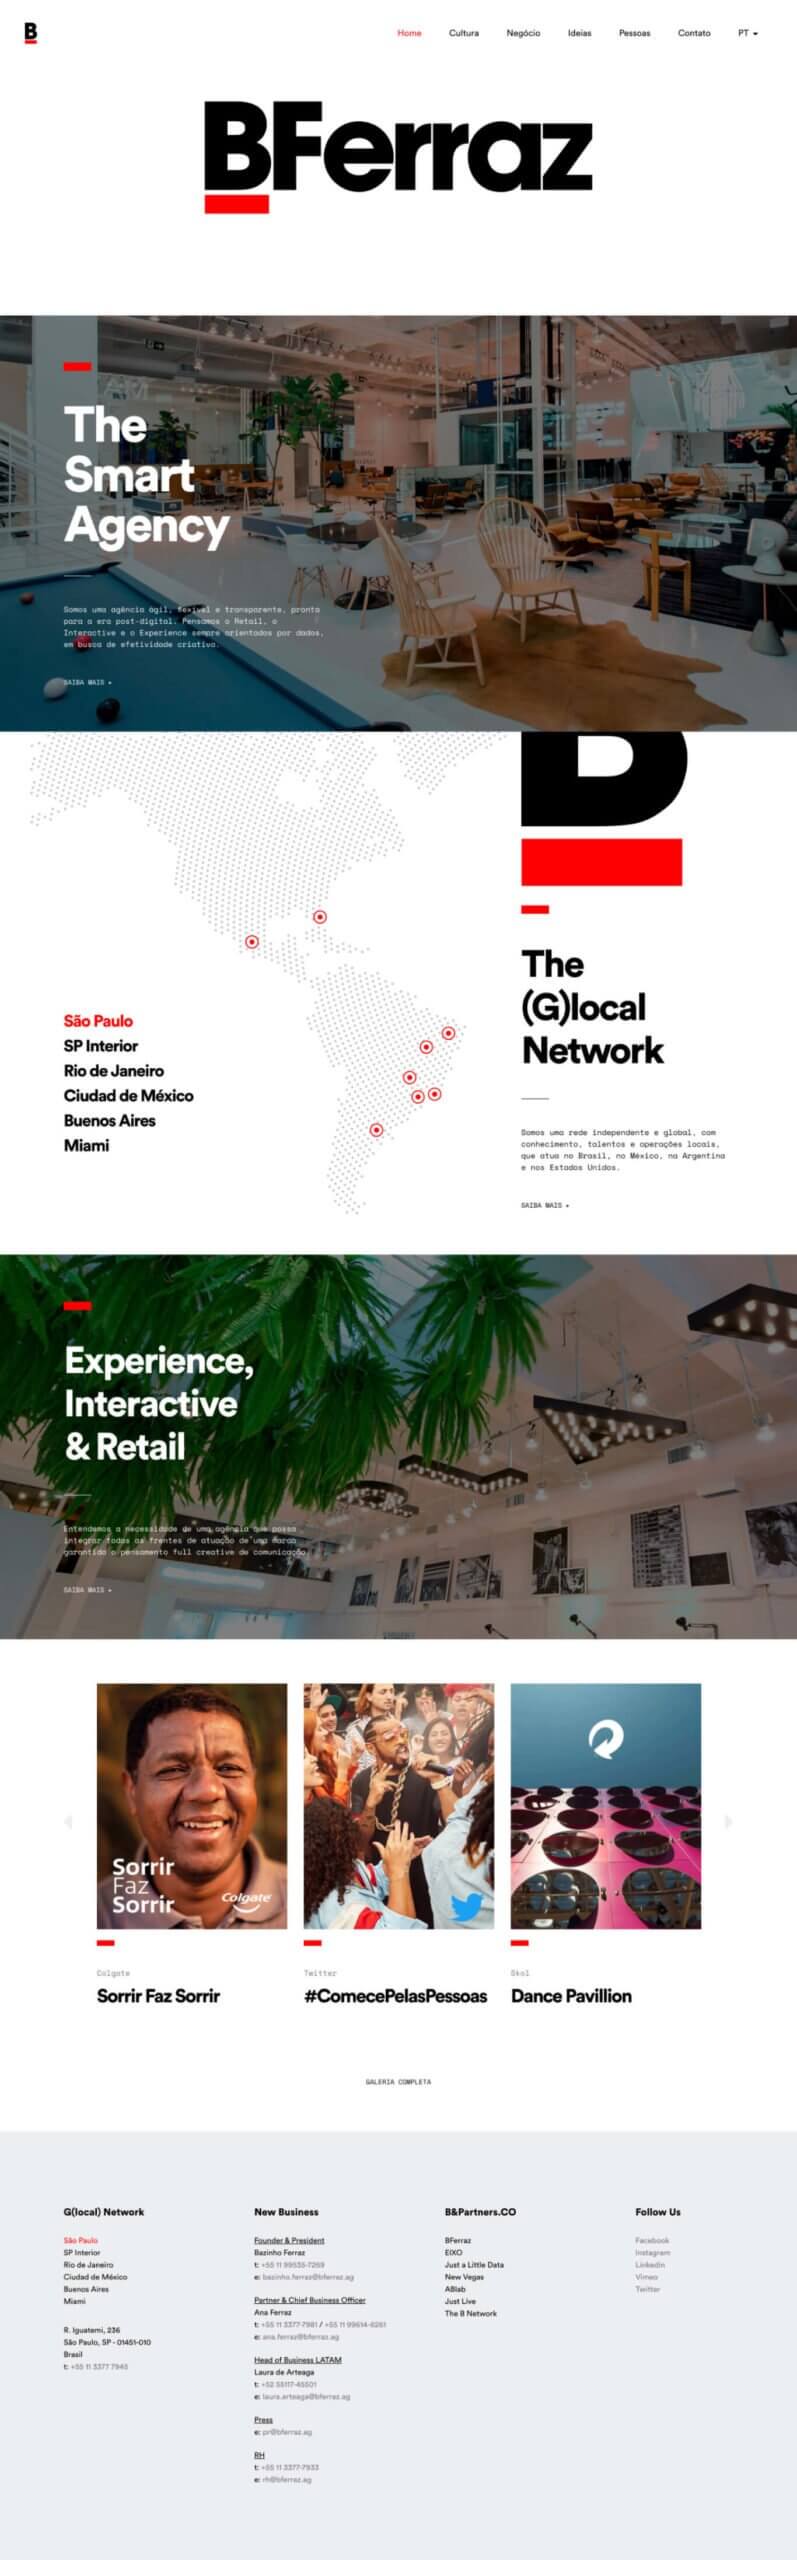 B
Home Cultura Negócio Ideias Pessoas Contato PT
BFerraz
The
Smart
Agency
Somos uma agência ágil, flexível e transparente, pronta
para a era post-digital. Pensamos o Retail, o
Interactive e o Experience sempre orientados por dados,
em busca de efetividade criativa.
SAIBA MAIS +
B
The
(G)local
Network
São Paulo
SP Interior
Rio de Janeiro
Ciudad de México
Buenos Aires
Miami
Somos uma rede independente e global, com
conhecimento, talentos e operações locais,
que atua no Brasil, no México, na Argentina
e nos Estados Unidos.
SAIBA MAIS +
Experience,
Interactive
& Retail
Entendemos a necessidade de uma agência que possa
integrar todas as frentes de atuação de uma marca
garantido o pensamento full creative de comunicação
SAIBA MAIS +
Sorrir
Faz
Sorrir
Colgate
Colgate
Sorrir Faz Sorrir
Twitter
#ComecePelasPessoas
Skol
Dance Pavillion
GALERIA COMPLETA
G(local) Network
São Paulo
SP Interior
Rio de Janeiro
Ciudad de México
Buenos Aires
Miami
R. Iguatemi, 236
São Paulo, SP - 01451-010
Brasil
t: +55 11 3377 7945
New Business
Founder & President
Bazinho Ferraz
t: +55 11 99535-7269
e: bazinho.ferraz@bferraz.ag
Partner & Chief Business Officer
Ana Ferraz
t: +55 11 3377-7981 / +55 11 99614-6261
e: ana.ferraz@bferraz.ag
Head of Business LATAM
Laura de Arteaga
t: +52 55117-45501
e: laura.arteaga@bferraz.ag
Press
e: pr@bferraz.ag
RH
t: +55 11 3377-7933
e: rh@bferraz.ag
B&Partners.CO
BFerraz
EIXO
Just a Little Data
New Vegas
ABlab
Just Live
The B Network
Follow Us
Facebook
Instagram
Linkedin
Vimeo
Twitter